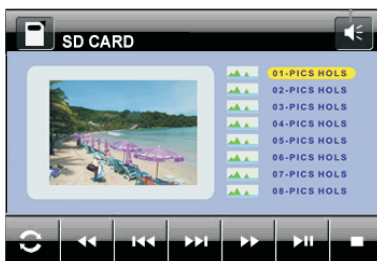 SD CARD
01-PICS HOLS
02-PICS HOLS
03-PICS HOLS
04-PICS HOLS
05-PICS HOLS
06-PICS HOLS
07-PICS HOLS
08-PICS HOLS